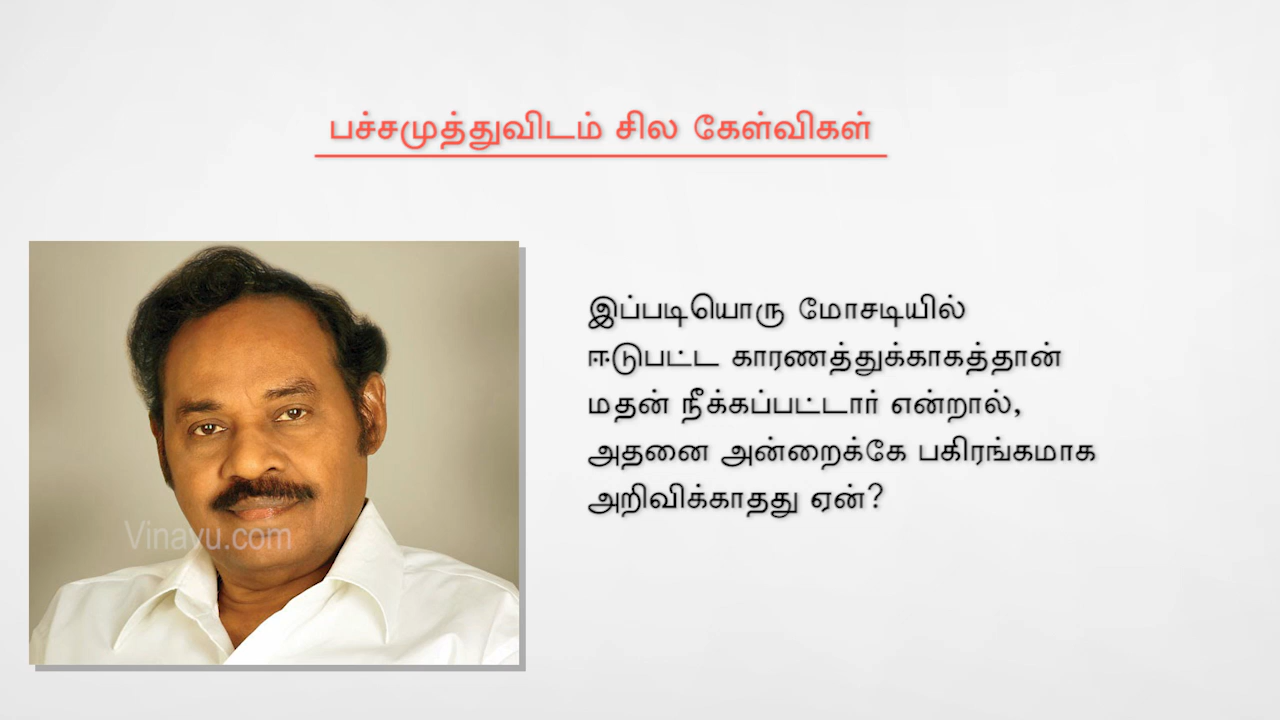 பச்சமுத்துவிடம் சில கேள்விகள்
இப்படியொரு மோசடியில்
ஈடுபட்ட காரணத்துக்காகத்தான்
மதன் நீக்கப்பட்டார் என்றால்,
அதனை அன்றைக்கே பகிரங்கமாக
அறிவிக்காதது ஏன்?
Vinayu.com